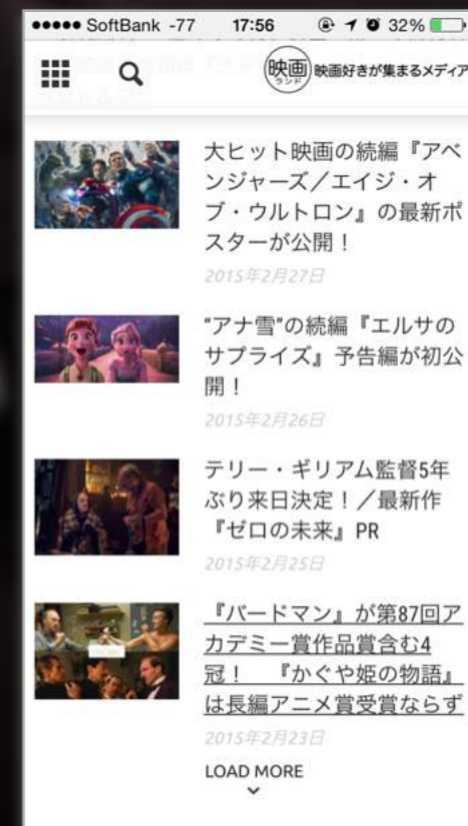 ●●●●● SoftBank -77 17:56 32%
映画
ランド
映画好きが集まるメディア
大ヒット映画の続編『アベ
ンジャーズ/エイジ・オ
ブ・ウルトロン』の最新ポ
スターが公開!
2015年2月27日
“アナ雪”の続編『エルサの
サプライズ』予告編が初公
開!
2015年2月26日
テリー・ギリアム監督5年
ぶり来日決定!/最新作
『ゼロの未来』PR
2015年2月25日
『バードマン』が第87回ア
カデミー賞作品賞含む4
冠! 『かぐや姫の物語』
は長編アニメ賞受賞ならず
2015年2月23日
LOAD MORE